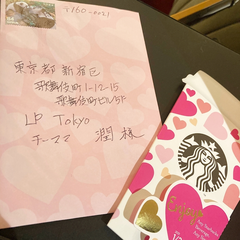 〒160-0021
東京都新宿区
歌舞伎町1-12-15
歌舞伎町ビル5F
LP Tokyo
チーママ 潤 様
Enjoy